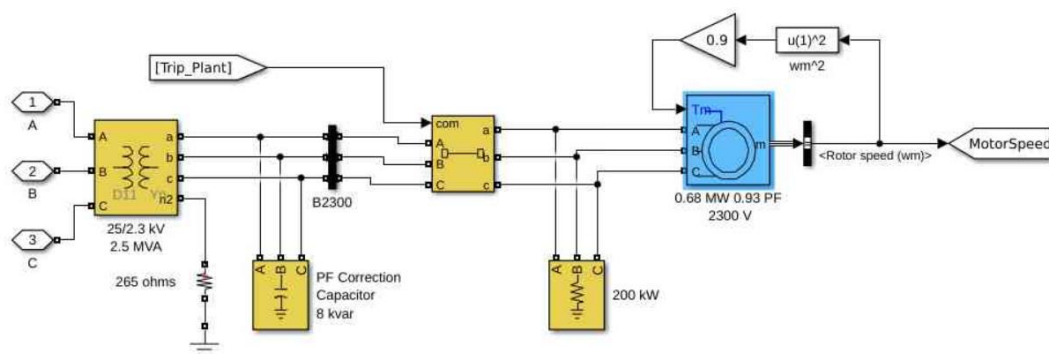 [Trip_Plant]
0.9
u(1)^2
wm^2
1
A
2
B
3
C
A
B
C
a
b
c
n2
D11 Yn
25/2.3 kV
2.5 MVA
265 ohms
B2300
A
B
C
PF Correction
Capacitor
8 kvar
com
A
B
C
a
b
c
A
B
C
200 kW
Tm
A
B
C
m
0.68 MW 0.93 PF
2300 V
<Rotor speed (wm)>
MotorSpeed